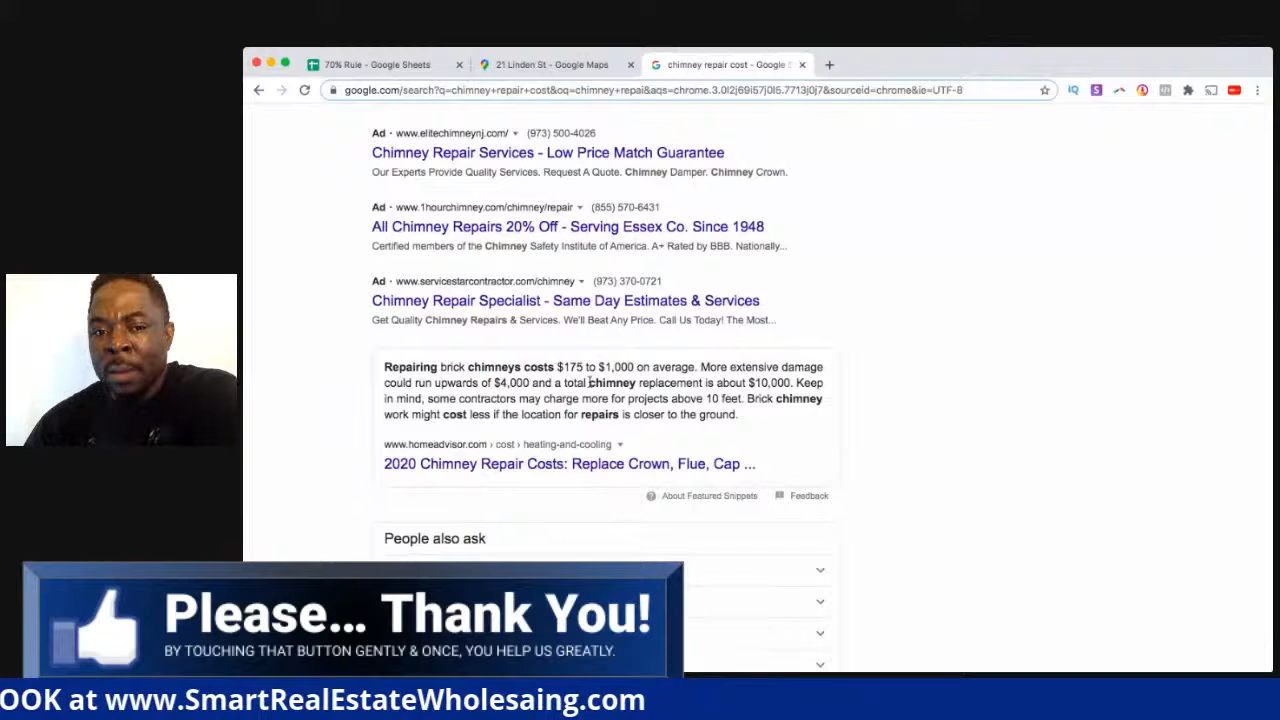 70% Rule - Google Sheets
21 Linden St - Google Maps
chimney repair cost - Google S
google.com/search?q=chimney+repair+cost&oq=chimney+repai&aqs=chrome.3.0l2j69i57j0l5.7713j0j7&sourceid=chrome&ie=UTF-8
Ad · www.elitechimneynj.com/ (973) 500-4026
Chimney Repair Services - Low Price Match Guarantee
Our Experts Provide Quality Services. Request A Quote. Chimney Damper. Chimney Crown.
Ad · www.1hourchimney.com/chimney/repair (855) 570-6431
All Chimney Repairs 20% Off - Serving Essex Co. Since 1948
Certified members of the Chimney Safety Institute of America. A+ Rated by BBB. Nationally...
Ad · www.servicestarcontractor.com/chimney (973) 370-0721
Chimney Repair Specialist - Same Day Estimates & Services
Get Quality Chimney Repairs & Services. We'll Beat Any Price. Call Us Today! The Most...
Repairing brick chimneys costs $175 to $1,000 on average. More extensive damage
could run upwards of $4,000 and a total chimney replacement is about $10,000. Keep
in mind, some contractors may charge more for projects above 10 feet. Brick chimney
work might cost less if the location for repairs is closer to the ground.
www.homeadvisor.com › cost › heating-and-cooling
2020 Chimney Repair Costs: Replace Crown, Flue, Cap ...
About Featured Snippets
Feedback
People also ask
Please... Thank You!
BY TOUCHING THAT BUTTON GENTLY & ONCE, YOU HELP US GREATLY.
OOK at www.SmartRealEstateWholesaing.com